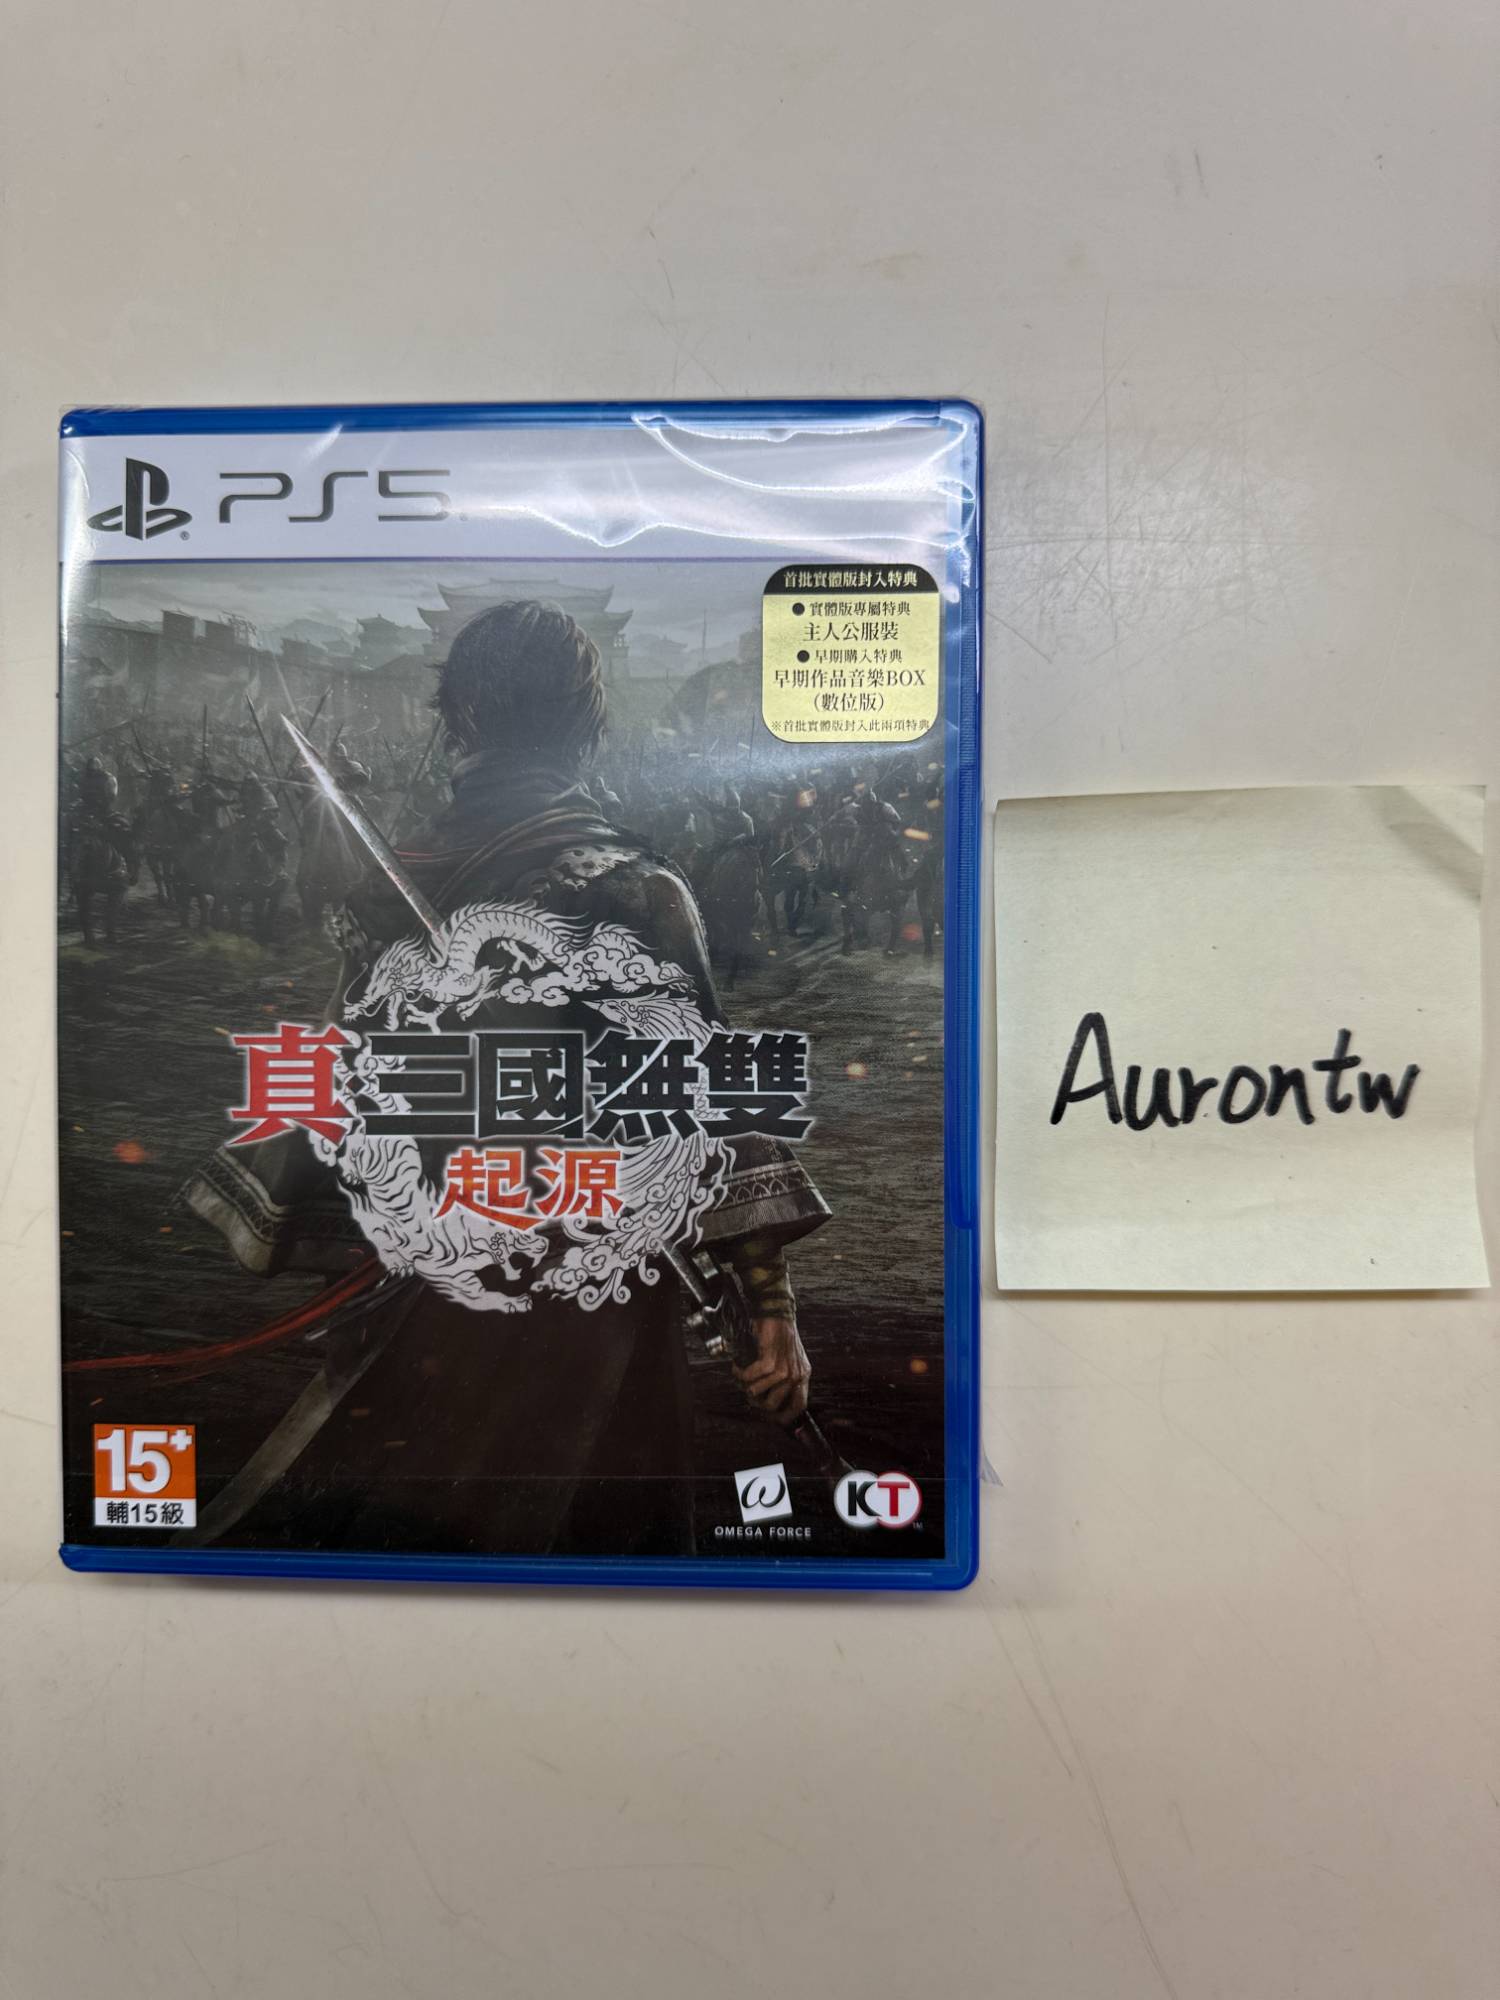 PS5
首批實體版封入特典
● 實體版專屬特典
主人公服裝
● 早期購入特典
早期作品音樂BOX
(數位版)
※首批實體版封入此兩項特典
Aurontw
真・三國無雙
起源
15+
輔15級
ω
OMEGA FORCE
KT